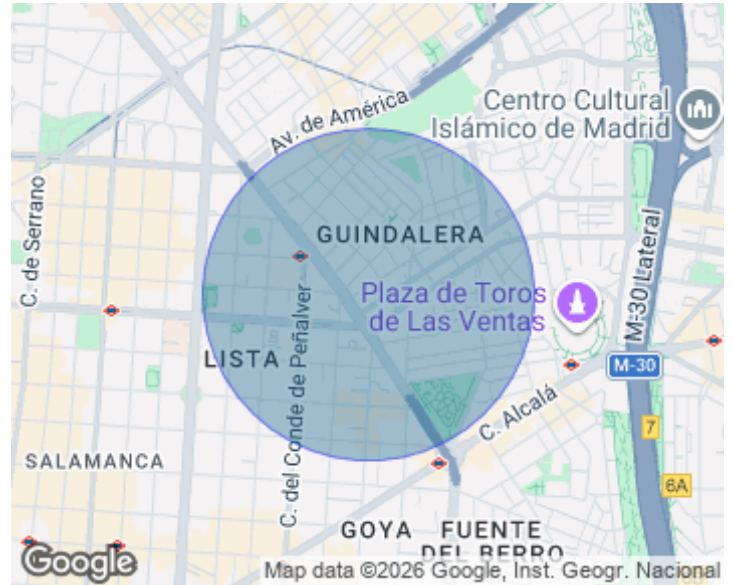 Av. de América
Centro Cultural
Islámico de Madrid
C. de Serrano
GUINDALERA
M-30 Lateral
Plaza de Toros
de Las Ventas
C. del Conde de Peñalver
LISTA
M-30
C. Alcalá
7
SALAMANCA
6A
GOYA
FUENTE
DEL BERRO
Google
Map data ©2026 Google, Inst. Geogr. Nacional